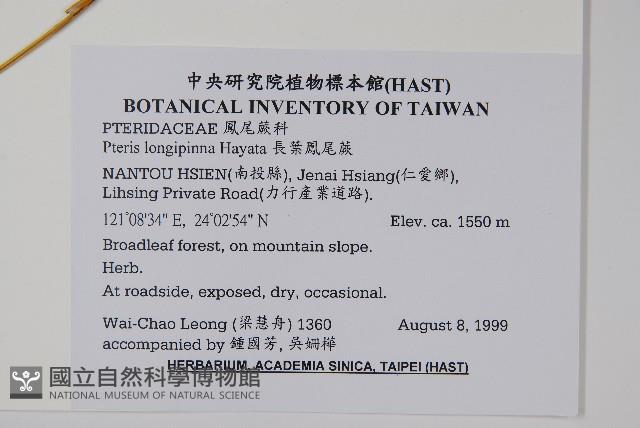 中央研究院植物標本館(HAST)
BOTANICAL INVENTORY OF TAIWAN
PTERIDACEAE 鳳尾蕨科
Pteris longipinna Hayata 長葉鳳尾蕨
NANTOU HSIEN(南投縣), Jenai Hsiang(仁愛鄉),
Lihsing Private Road(力行產業道路).
121°08'34" E, 24°02'54" N Elev. ca. 1550 m
Broadleaf forest, on mountain slope.
Herb.
At roadside, exposed, dry, occasional.
Wai-Chao Leong (梁慧舟) 1360 August 8, 1999
accompanied by 鍾國芳, 吳姍樺
HERBARIUM, ACADEMIA SINICA, TAIPEI (HAST)
國立自然科學博物館
NATIONAL MUSEUM OF NATURAL SCIENCE